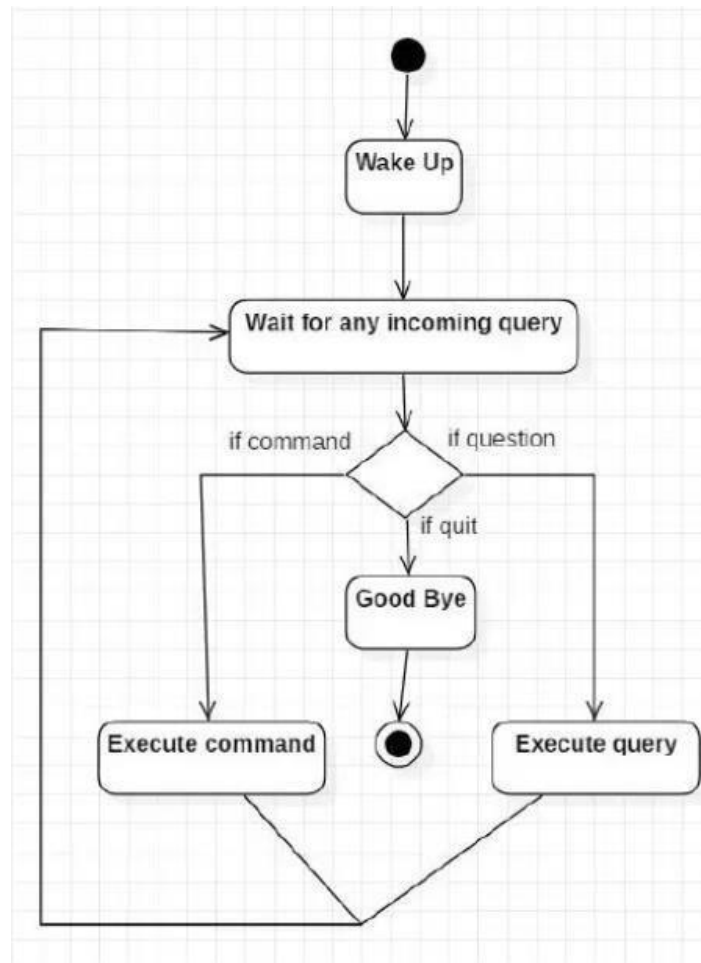 Wake Up
Wait for any incoming query
if command
if question
if quit
Good Bye
Execute command
Execute query